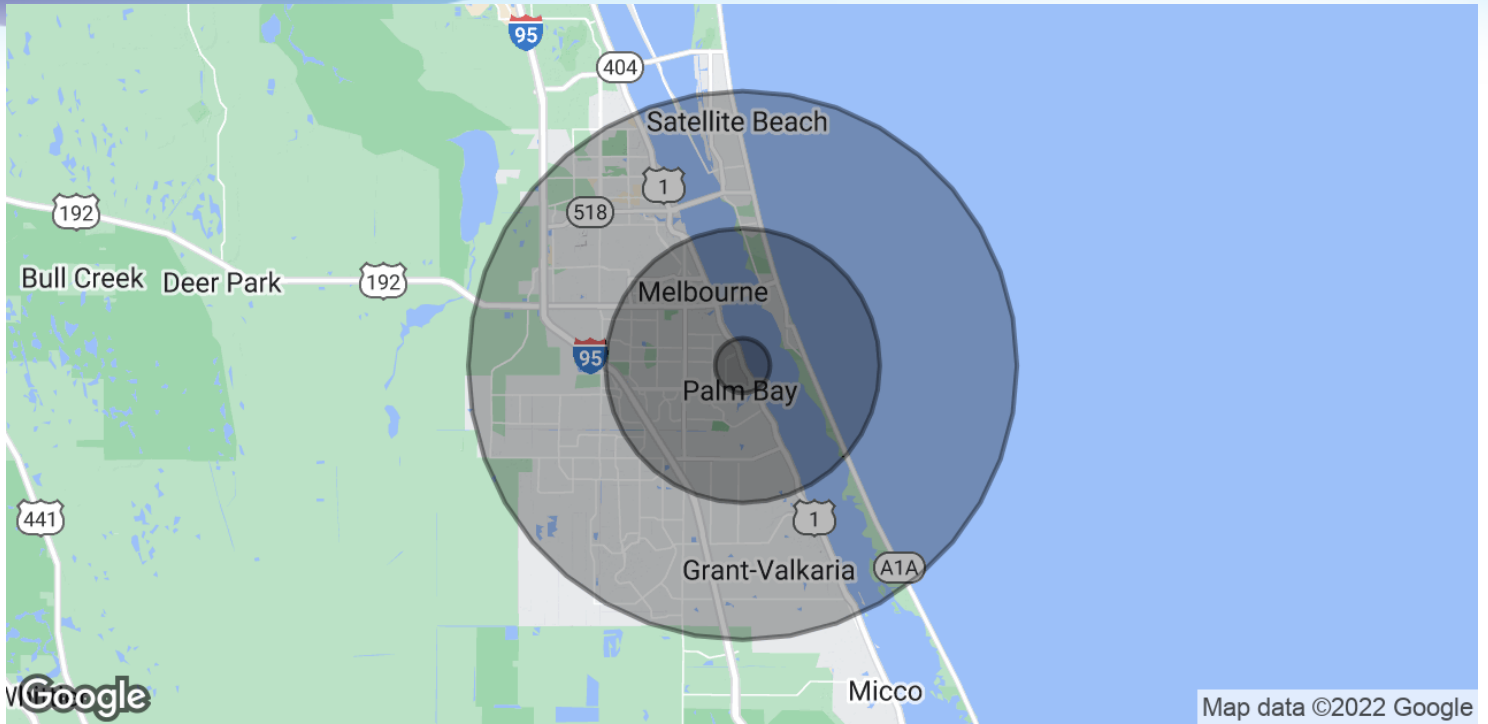 95
404
Satellite Beach
1
192
518
Bull Creek
Deer Park
192
Melbourne
95
Palm Bay
441
1
Grant-Valkaria
A1A
Micco
Google
Map data ©2022 Google